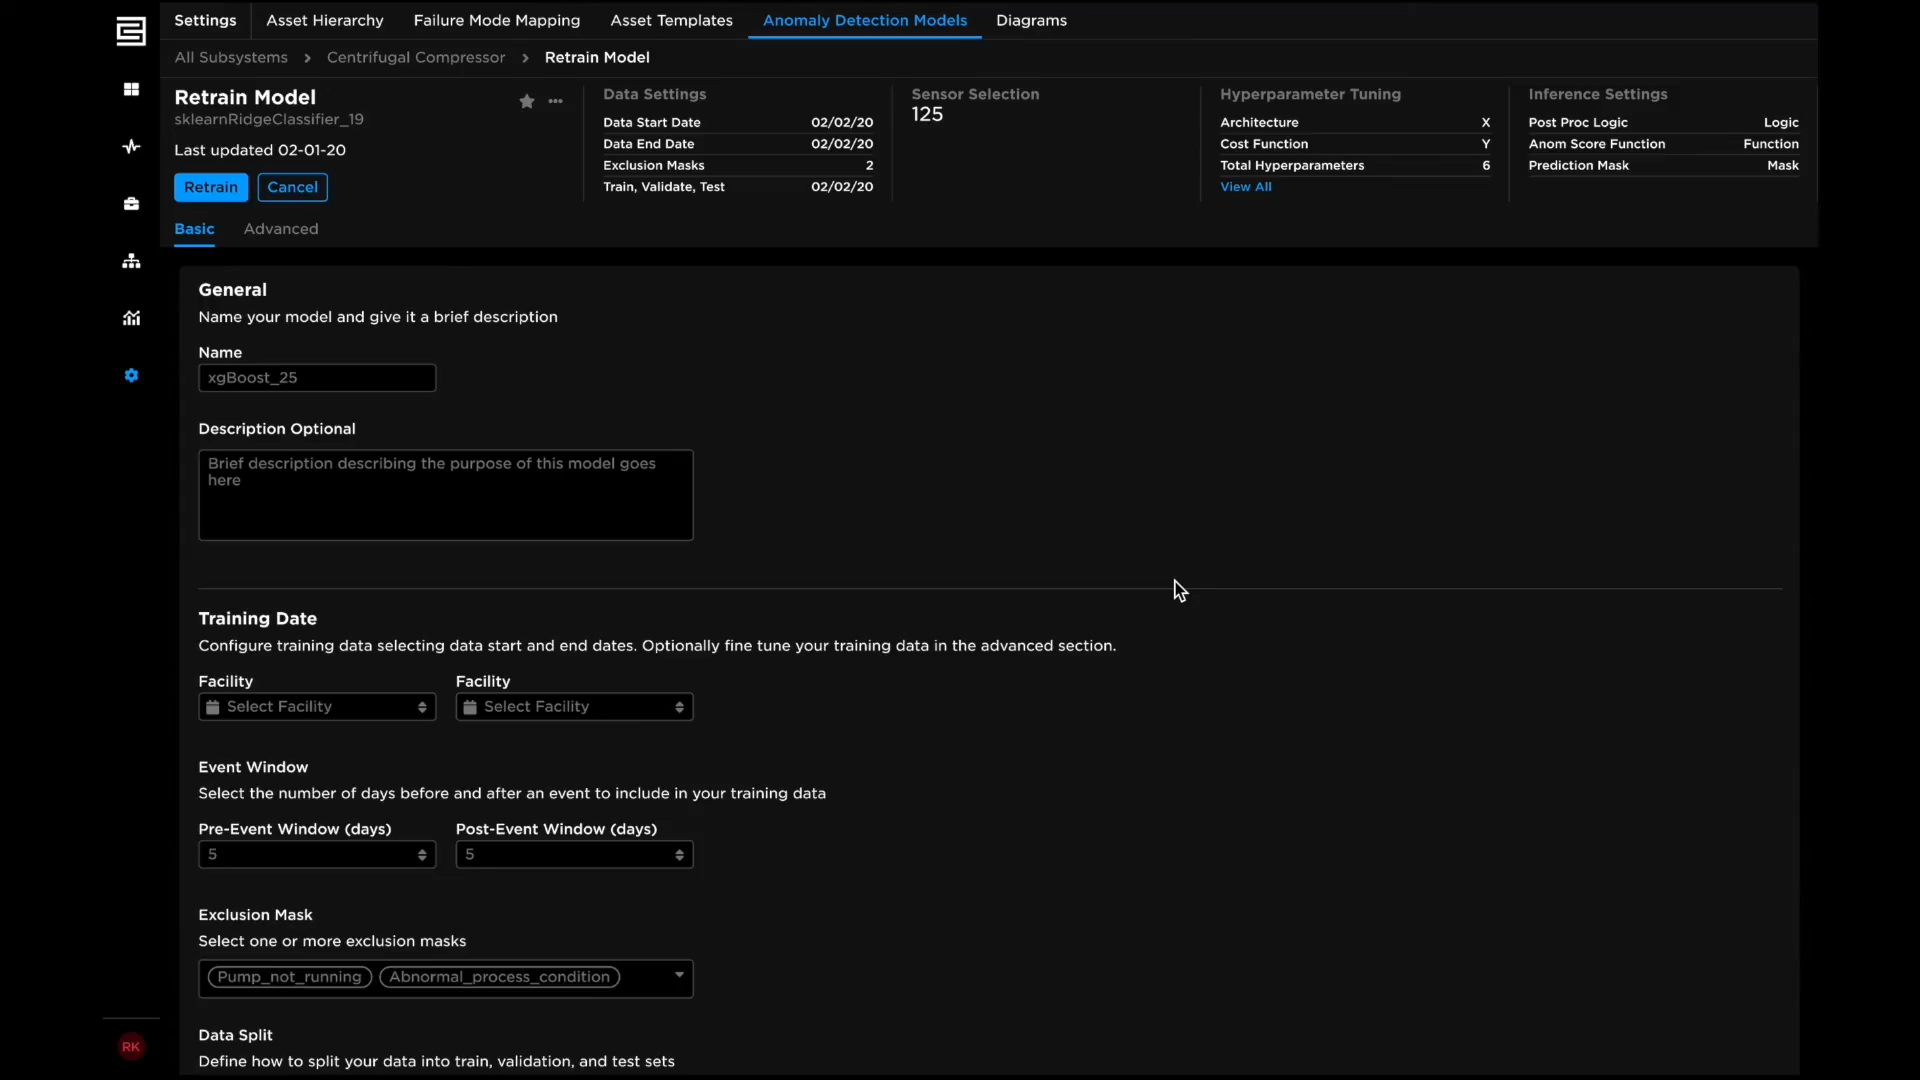 Settings
Asset Hierarchy
Failure Mode Mapping
Asset Templates
Anomaly Detection Models
Diagrams
All Subsystems > Centrifugal Compressor > Retrain Model
Retrain Model
sklearnRidgeClassifier_19
Last updated 02-01-20
Retrain
Cancel
Data Settings
Data Start Date 02/02/20
Data End Date 02/02/20
Exclusion Masks 2
Train, Validate, Test 02/02/20
Sensor Selection
125
Hyperparameter Tuning
Architecture X
Cost Function Y
Total Hyperparameters 6
View All
Inference Settings
Post Proc Logic Logic
Anom Score Function Function
Prediction Mask Mask
Basic
Advanced
General
Name your model and give it a brief description
Name
xgBoost_25
Description Optional
Brief description describing the purpose of this model goes
here
Training Date
Configure training data selecting data start and end dates. Optionally fine tune your training data in the advanced section.
Facility Facility
Select Facility Select Facility
Event Window
Select the number of days before and after an event to include in your training data
Pre-Event Window (days) Post-Event Window (days)
5 5
Exclusion Mask
Select one or more exclusion masks
Pump_not_running Abnormal_process_condition
Data Split
Define how to split your data into train, validation, and test sets
RK